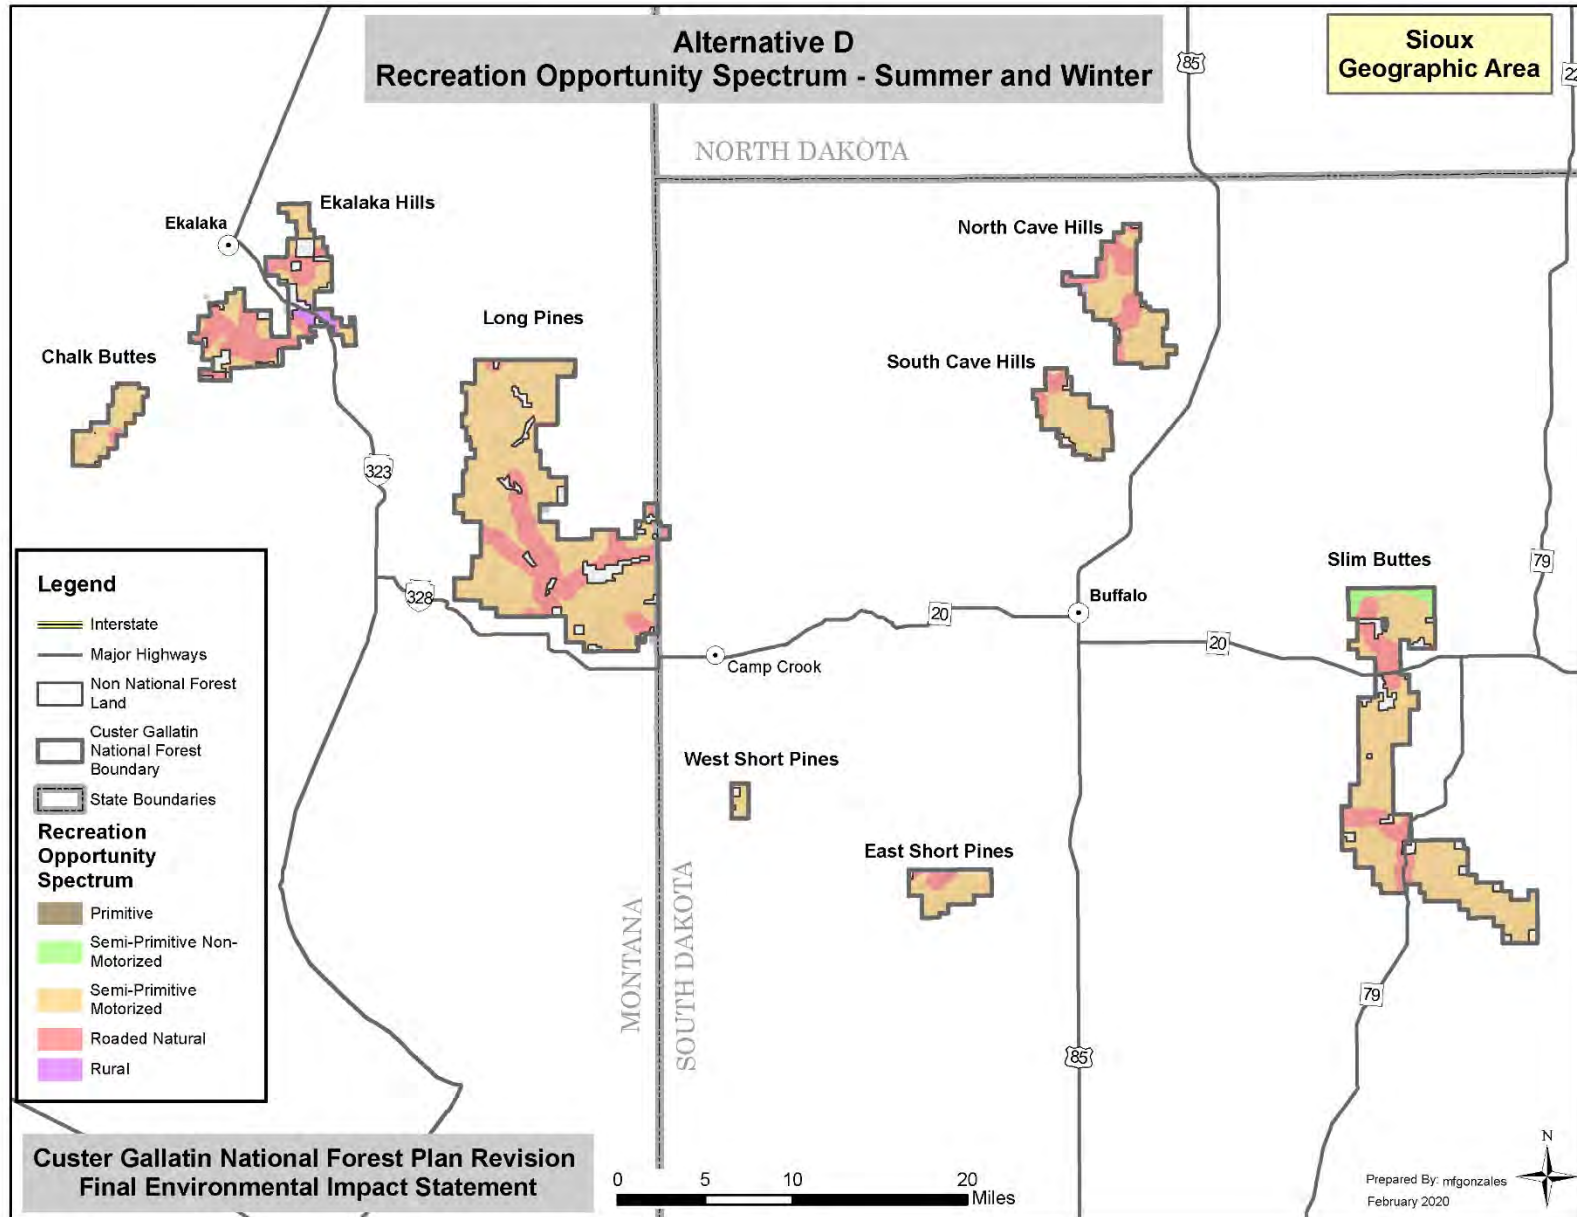 Alternative D
Recreation Opportunity Spectrum - Summer and Winter
Sioux
Geographic Area
85
22
NORTH DAKOTA
Ekalaka Hills
Ekalaka
North Cave Hills
Long Pines
Chalk Buttes
South Cave Hills
323
Slim Buttes
79
328
20
Buffalo
20
Camp Crook
West Short Pines
East Short Pines
MONTANA
SOUTH DAKOTA
79
85
Legend
Interstate
Major Highways
Non National Forest
Land
Custer Gallatin
National Forest
Boundary
State Boundaries
Recreation
Opportunity
Spectrum
Primitive
Semi-Primitive Non-
Motorized
Semi-Primitive
Motorized
Roaded Natural
Rural
Custer Gallatin National Forest Plan Revision
Final Environmental Impact Statement
0 5 10 20
Miles
N
Prepared By: mfgonzales
February 2020